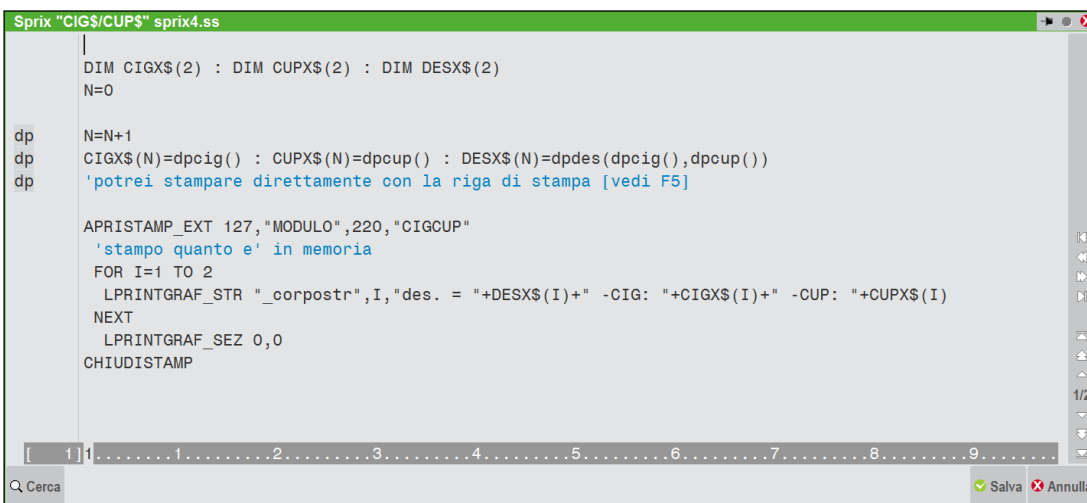 Sprix "CIG$/CUP$" sprix4.ss
DIM CIGX$(2) : DIM CUPX$(2) : DIM DESX$(2)
N=0
dp N=N+1
dp CIGX$(N)=dpcig() : CUPX$(N)=dpcup() : DESX$(N)=dpdes(dpcig(),dpcup())
dp 'potrei stampare direttamente con la riga di stampa [vedi F5]
APRISTAMP_EXT 127,"MODULO",220,"CIGCUP"
'stampo quanto e' in memoria
FOR I=1 TO 2
LPRINTGRAF_STR "_corpostr",I,"des. = "+DESX$(I)+" -CIG: "+CIGX$(I)+" -CUP: "+CUPX$(I)
NEXT
LPRINTGRAF_SEZ 0,0
CHIUDISTAMP
1/2
[ 1]1........1.........2.........3.........4.........5.........6.........7.........8.........9........
Cerca Salva Annulla